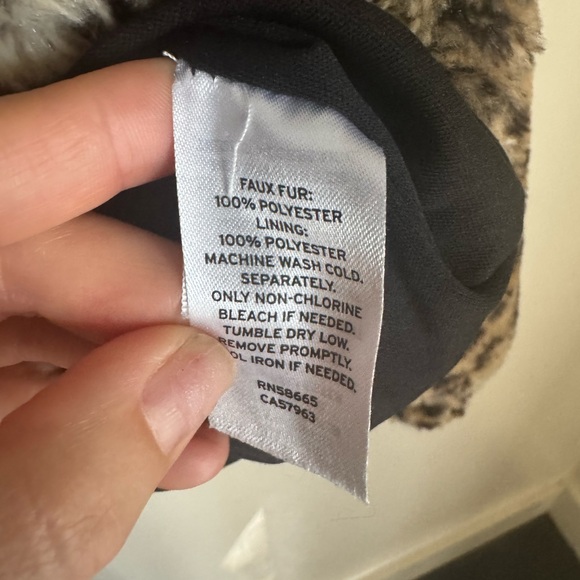 FAUX FUR:
100% POLYESTER
LINING:
100% POLYESTER
MACHINE WASH COLD.
SEPARATELY.
ONLY NON-CHLORINE
BLEACH IF NEEDED.
TUMBLE DRY LOW.
REMOVE PROMPTLY.
OL IRON IF NEEDED.
RN58665
CA57963